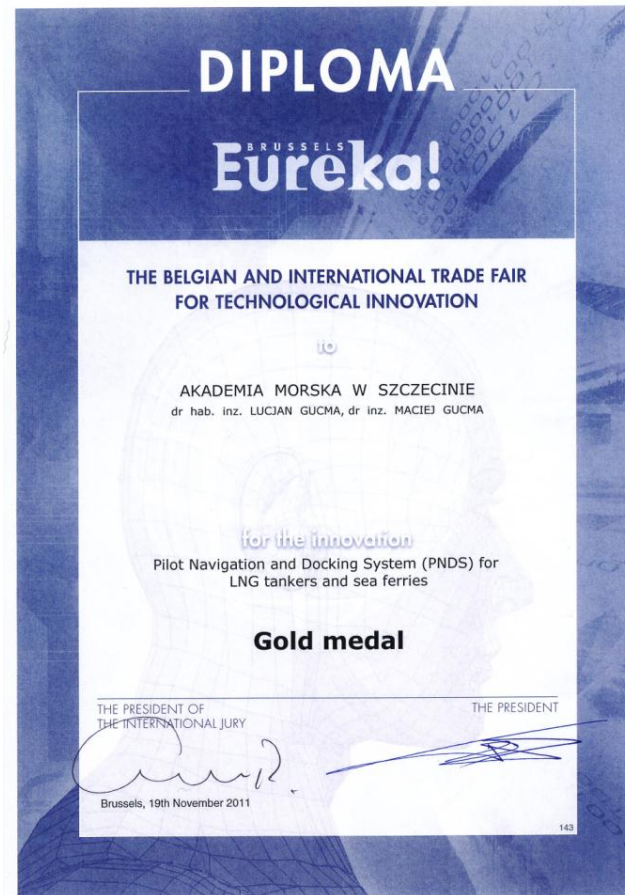 DIPLOMA
BRUSSELS
Eureka!
THE BELGIAN AND INTERNATIONAL TRADE FAIR
FOR TECHNOLOGICAL INNOVATION
to
AKADEMIA MORSKA W SZCZECINIE
dr hab. inz. LUCJAN GUCMA, dr inz. MACIEJ GUCMA
for the innovation
Pilot Navigation and Docking System (PNDS) for
LNG tankers and sea ferries
Gold medal
THE PRESIDENT OF
THE INTERNATIONAL JURY
THE PRESIDENT
Brussels, 19th November 2011
143